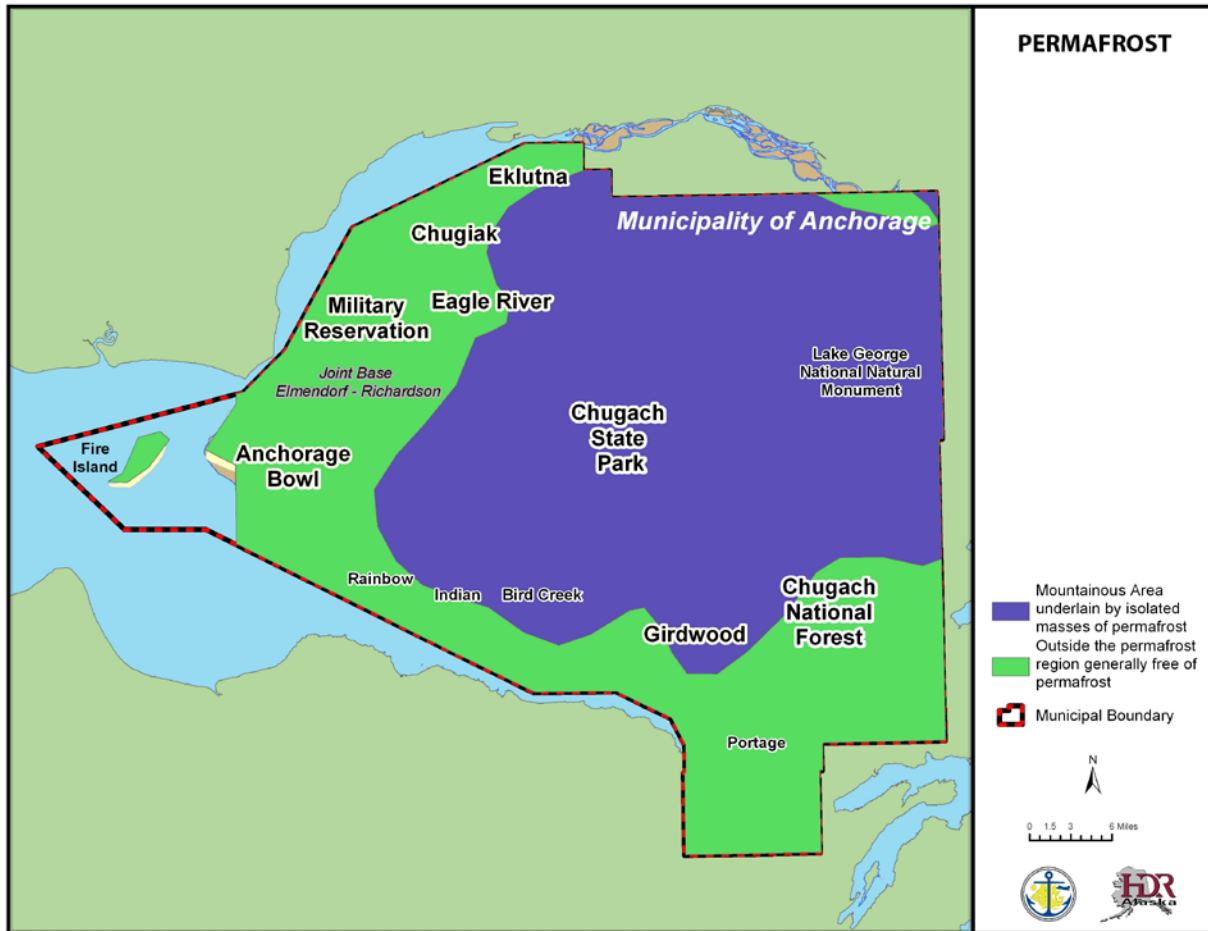 PERMAFROST
Eklutna
Municipality of Anchorage
Chugiak
Eagle River
Military
Reservation
Joint Base
Elmendorf - Richardson
Lake George
National Natural
Monument
Chugach
State
Park
Fire
Island
Anchorage
Bowl
Rainbow
Indian
Bird Creek
Girdwood
Chugach
National
Forest
Portage
Mountainous Area
underlain by isolated
masses of permafrost
Outside the permafrost
region generally free of
permafrost
Municipal Boundary
N
0 1.5 3 6 Miles
HDR
Alaska